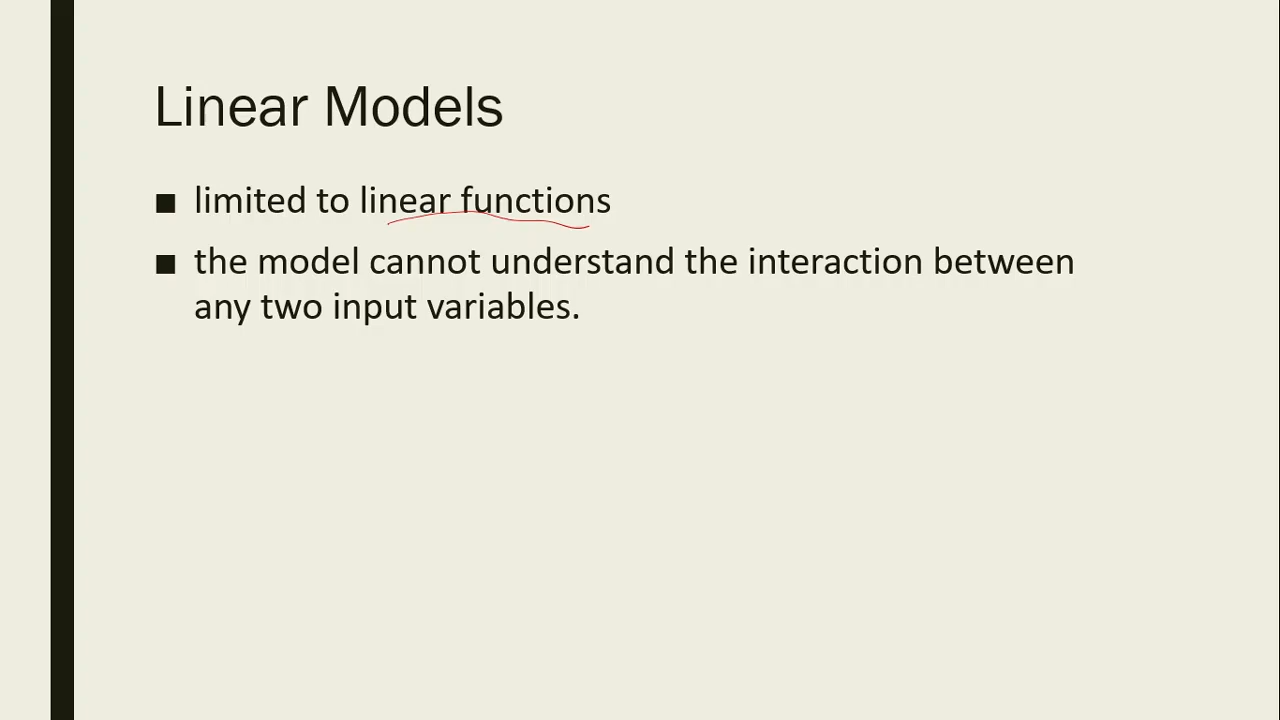 Linear Models
■ limited to linear functions
■ the model cannot understand the interaction between
any two input variables.